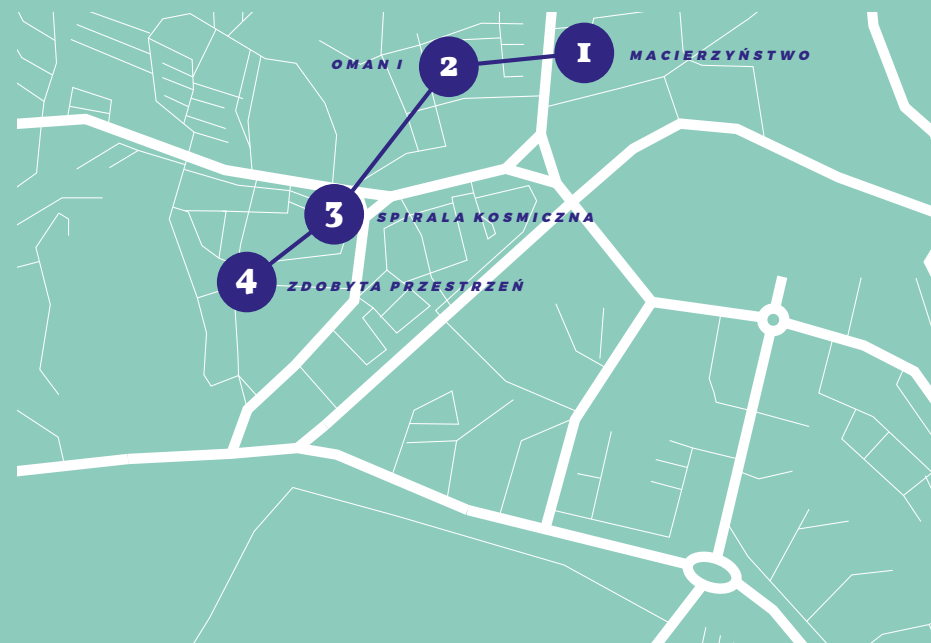 1 MACIERZYŃSTWO
OMAN I 2
3 SPIRALA KOSMICZNA
4 ZDOBYTA PRZESTRZEŃ